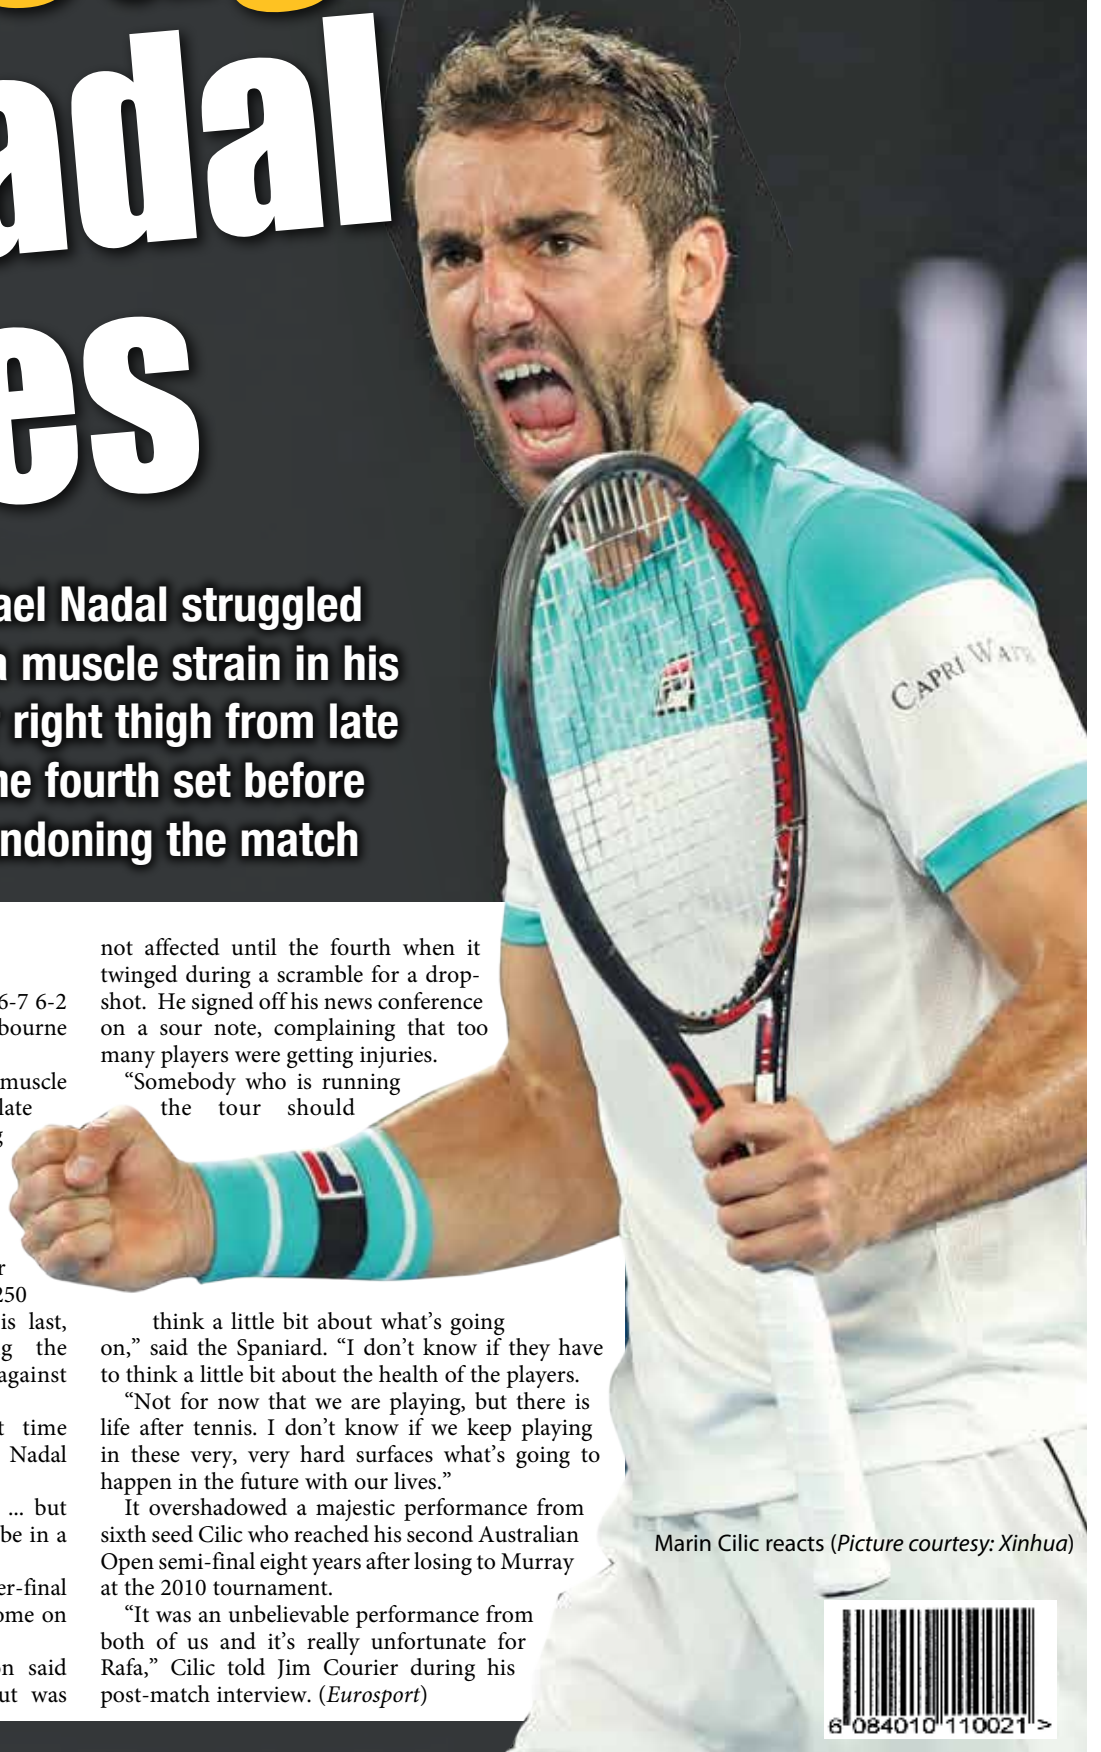 adal
es
ael Nadal struggled
a muscle strain in his
right thigh from late
he fourth set before
ndoning the match
6-7 6-2
bourne
muscle
late
g
r
250
is last,
g the
against
t time
Nadal
... but
be in a
er-final
ome on
on said
ut was
not affected until the fourth when it
twinged during a scramble for a drop-
shot. He signed off his news conference
on a sour note, complaining that too
many players were getting injuries.
“Somebody who is running
the tour should
think a little bit about what's going
on,” said the Spaniard. “I don't know if they have
to think a little bit about the health of the players.
“Not for now that we are playing, but there is
life after tennis. I don't know if we keep playing
in these very, very hard surfaces what's going to
happen in the future with our lives.”
It overshadowed a majestic performance from
sixth seed Cilic who reached his second Australian
Open semi-final eight years after losing to Murray
at the 2010 tournament.
“It was an unbelievable performance from
both of us and it's really unfortunate for
Rafa,” Cilic told Jim Courier during his
post-match interview. (Eurosport)
JA
CAPRI WATE
Marin Cilic reacts (Picture courtesy: Xinhua)
6 084010 110021 >